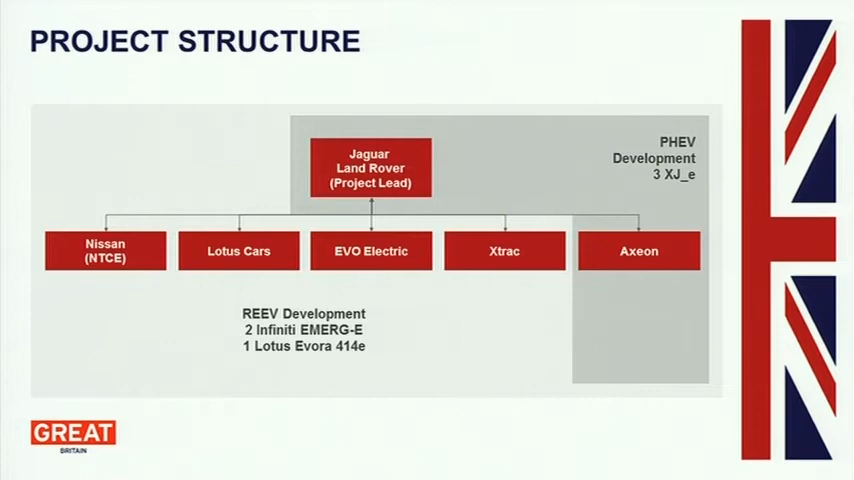 PROJECT STRUCTURE
Jaguar
Land Rover
(Project Lead)
PHEV
Development
3 XJ_e
Nissan
(NTCE)
Lotus Cars
EVO Electric
Xtrac
Axeon
REEV Development
2 Infiniti EMERG-E
1 Lotus Evora 414e
GREAT
BRITAIN